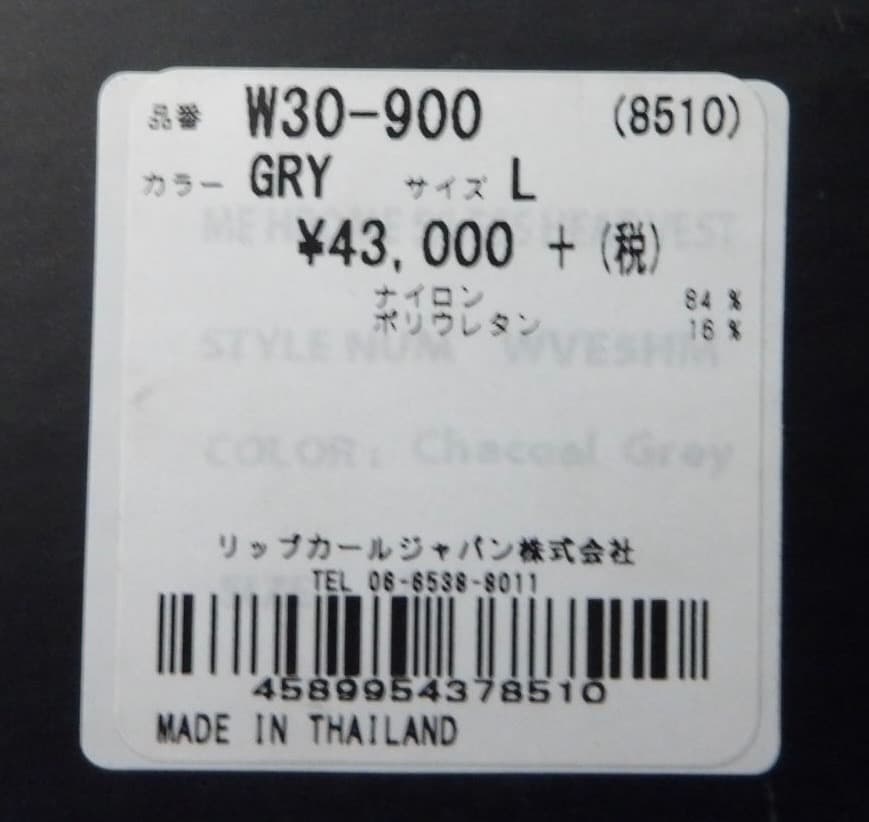 品番 W30-900 (8510)
カラー GRY サイズ L
¥43,000 + (税)
ナイロン 84 %
ポリウレタン 16 %
STYLE NUM WVE5HM
COLOR : Chacoal Grey
リップカールジャパン株式会社
TEL 06-6538-8011
SIZE
4589954378510
MADE IN THAILAND